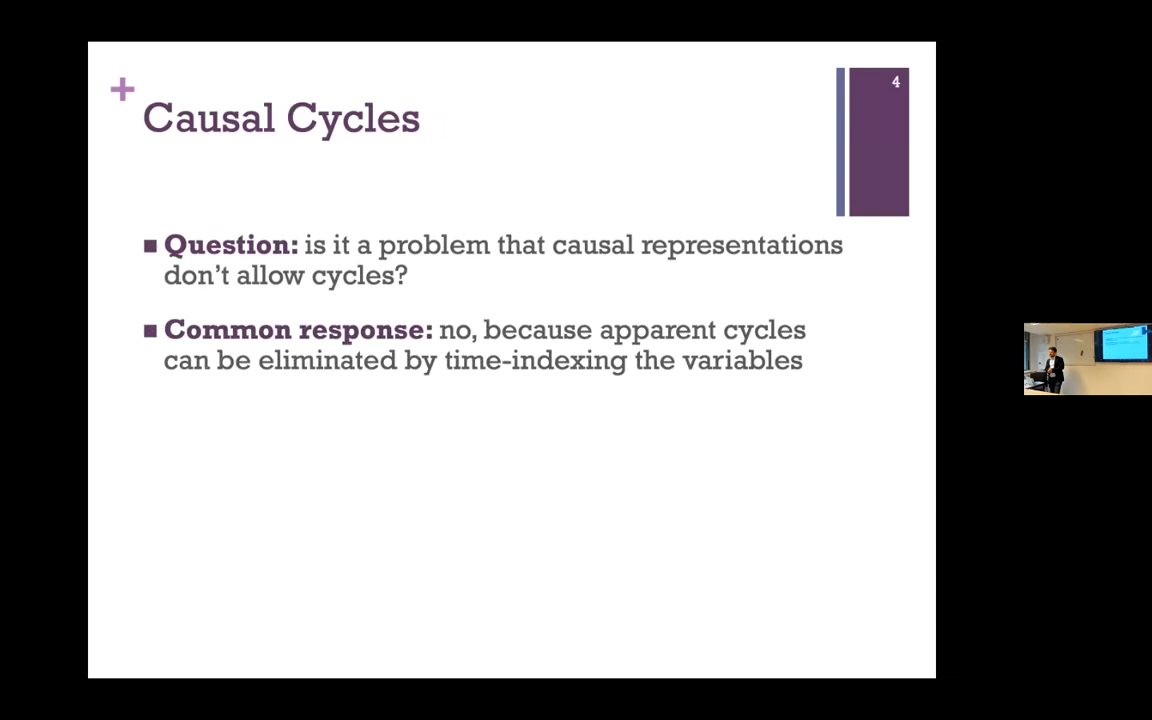 +
4
Causal Cycles
Question: is it a problem that causal representations
don't allow cycles?
Common response: no, because apparent cycles
can be eliminated by time-indexing the variables